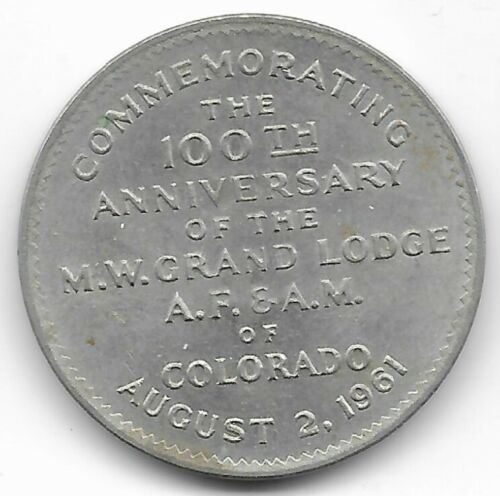 COMMEMORATING
THE
100TH
ANNIVERSARY
OF THE
M.W. GRAND LODGE
A.F. & A.M.
OF
COLORADO
AUGUST 2, 1961